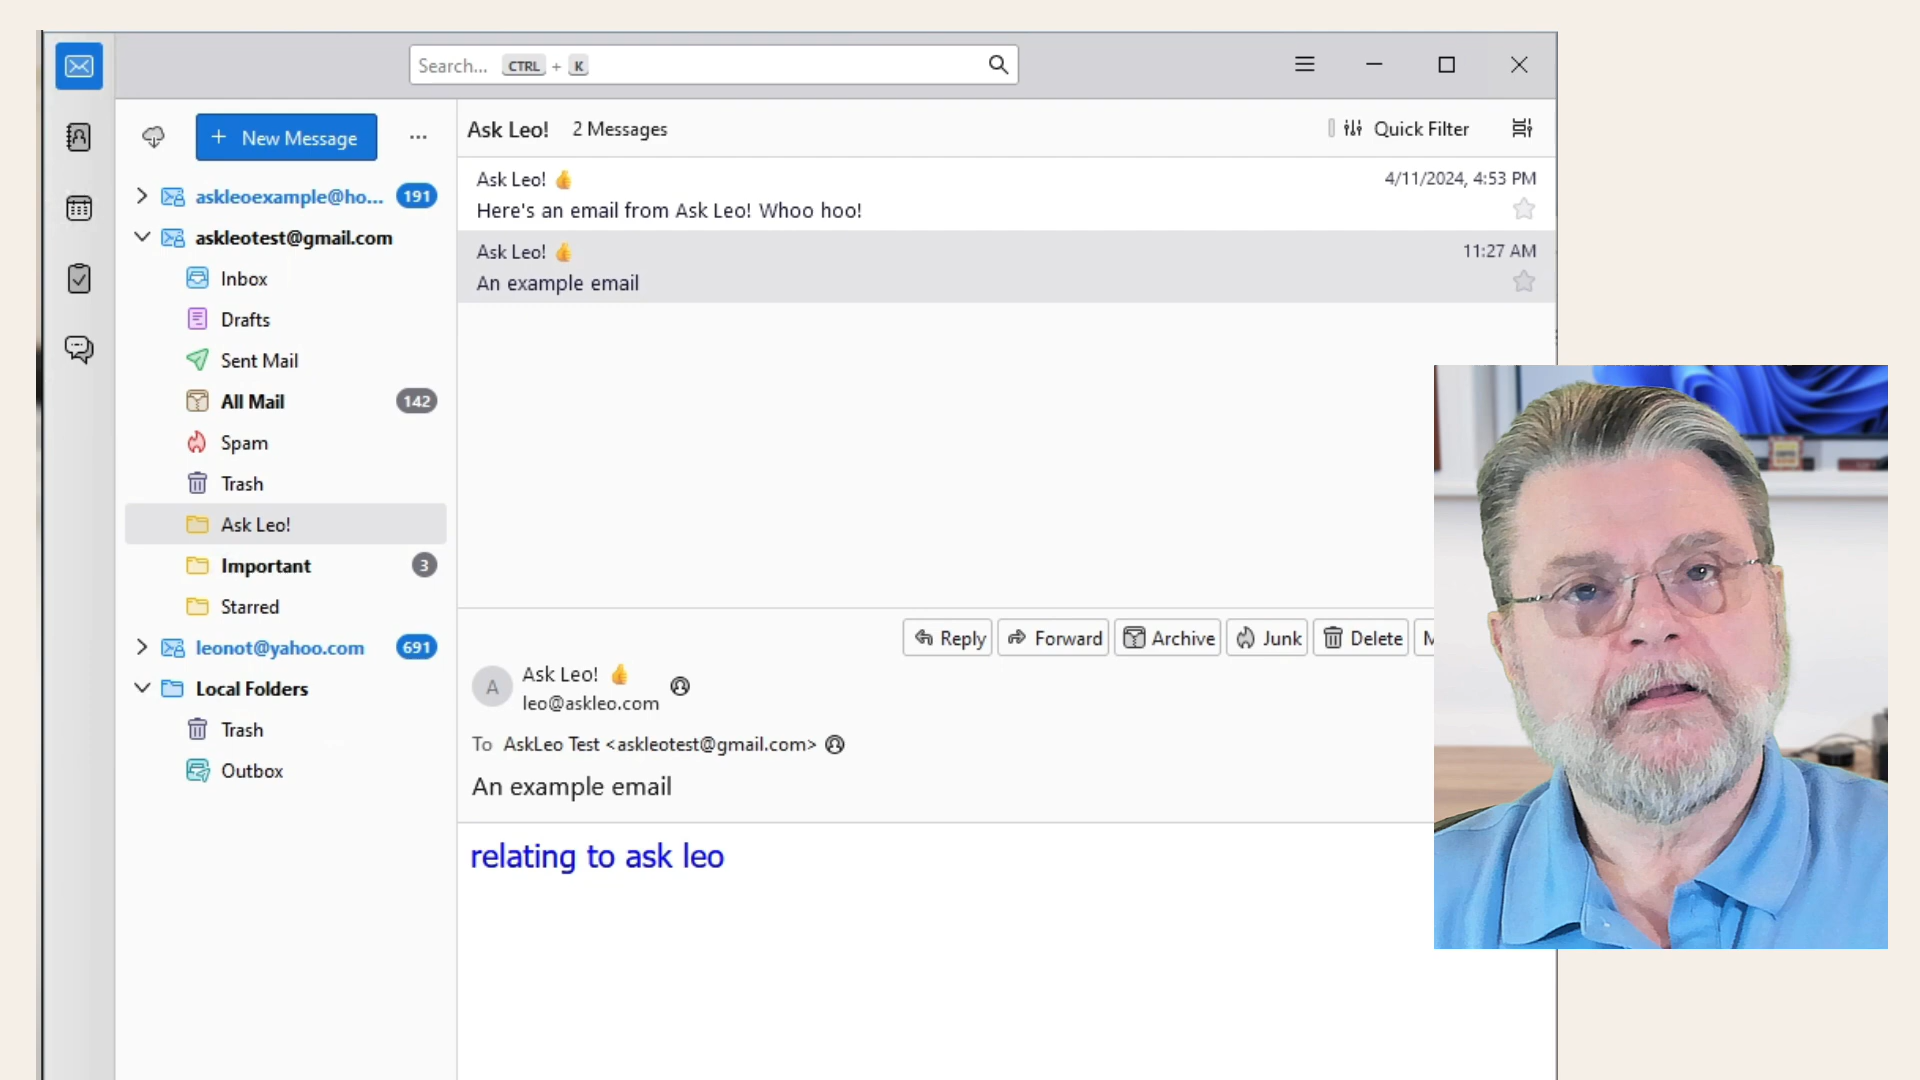 Search... CTRL + K
New Message
Ask Leo! 2 Messages
Quick Filter
askleoexample@ho... 191
askleotest@gmail.com
Inbox
Drafts
Sent Mail
All Mail 142
Spam
Trash
Ask Leo!
Important 3
Starred
leonot@yahoo.com 691
Local Folders
Trash
Outbox
Ask Leo! 👍 4/11/2024, 4:53 PM
Here's an email from Ask Leo! Whoo hoo!
Ask Leo! 👍 11:27 AM
An example email
Reply Forward Archive Junk Delete M
A
Ask Leo! 👍
leo@askleo.com
To AskLeo Test <askleotest@gmail.com>
An example email
relating to ask leo